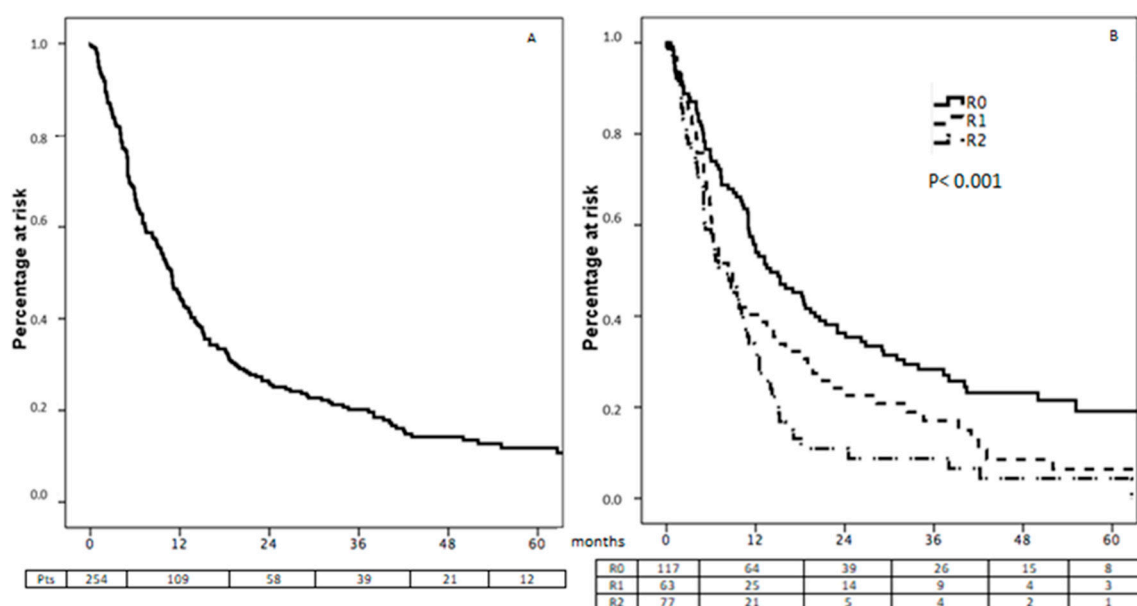 A
Percentage at risk
1.0
0.8
0.6
0.4
0.2
0.0
0 12 24 36 48 60
Pts 254 109 58 39 21 12
B
Percentage at risk
1.0
0.8
0.6
0.4
0.2
0.0
R0
R1
R2
P< 0.001
months 0 12 24 36 48 60
R0 117 64 39 26 15 8
R1 63 25 14 9 4 3
R2 77 21 5 4 2 1